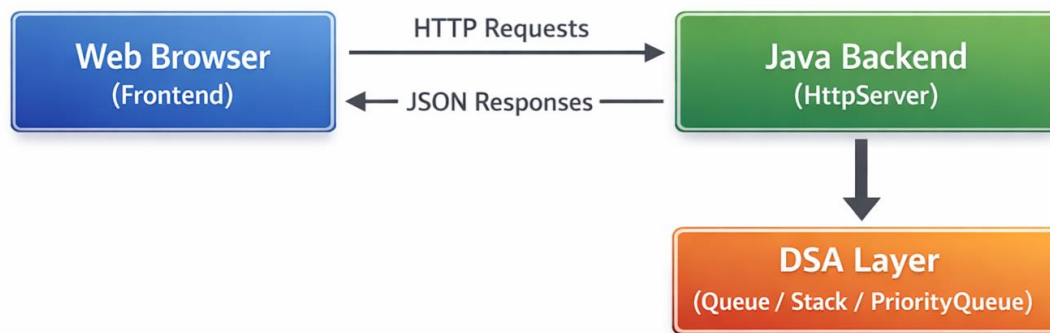 Web Browser
(Frontend)
HTTP Requests
JSON Responses
Java Backend
(HttpServer)
DSA Layer
(Queue / Stack / PriorityQueue)